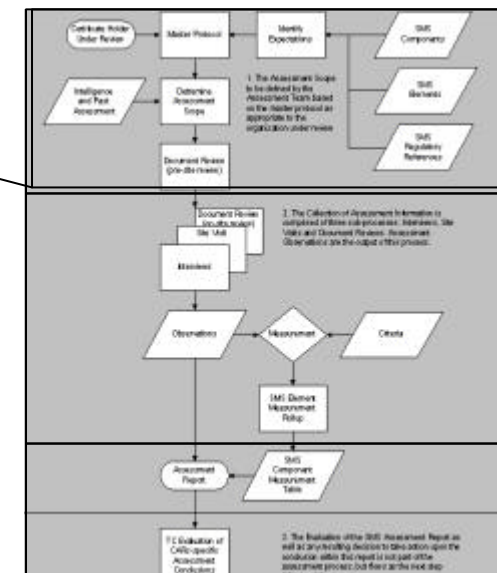 Certificate Holder
Under Review
Master Protocol
Identify
Expectations
SMS
Components
Intelligence
and Past
Assessment
Determine
Assessment
Scope
1. The Assessment Scope
to be defined by the
Assessment Team based
on the master protocol as
appropriate to the
organization under review
SMS
Elements
SMS
Regulatory
References
Document Review
(pre-site review)
Document Review
(on-site review)
Site Visit
Interviews
2. The Collection of Assessment Information is
comprised of three sub-processes: Interviews, Site
Visits and Document Reviews. Assessment
Observations are the output of this process.
Observations
Measurement
Criteria
SMS Element
Measurement
Rollup
Assessment
Report
SMS
Component
Measurement
Table
TC Evaluation of
CARs-specific
Assessment
Conclusions
3. The Evaluation of the SMS Assessment Report as
well as any resulting decision to take action upon the
conclusion within this report is not part of the
assessment process, but flows as the next step